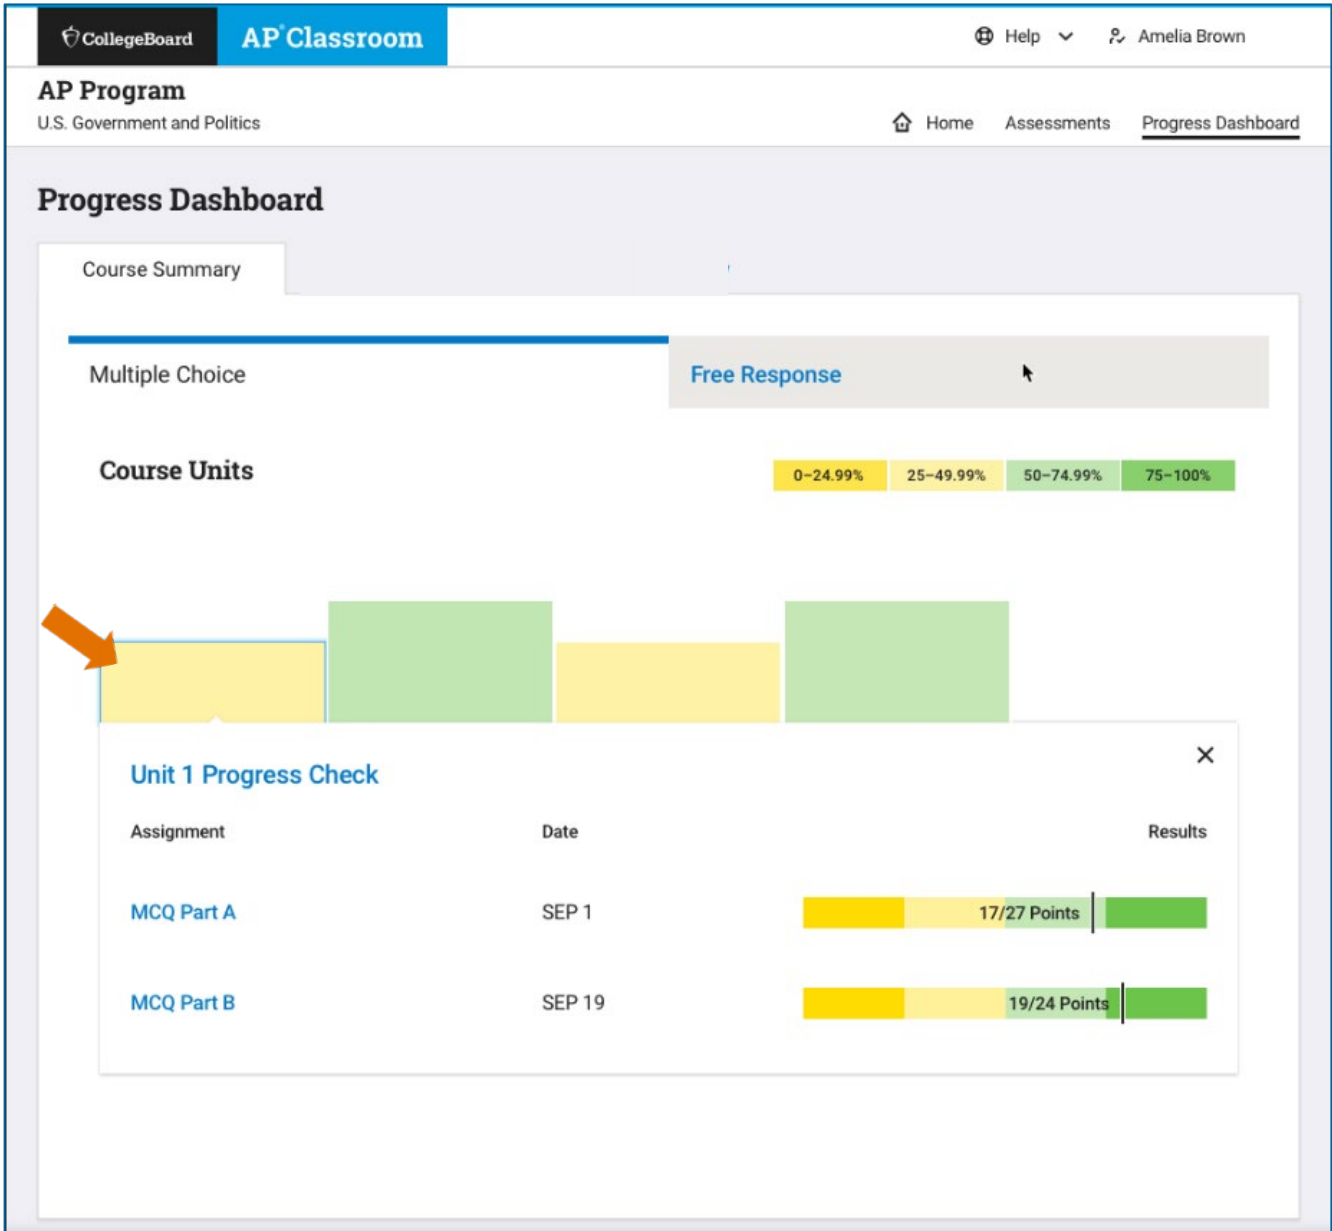 CollegeBoard AP Classroom Help Amelia Brown
AP Program
U.S. Government and Politics
Home Assessments Progress Dashboard
Progress Dashboard
Course Summary
Multiple Choice Free Response
Course Units 0–24.99% 25–49.99% 50–74.99% 75–100%
Unit 1 Progress Check
Assignment Date Results
MCQ Part A SEP 1 17/27 Points
MCQ Part B SEP 19 19/24 Points